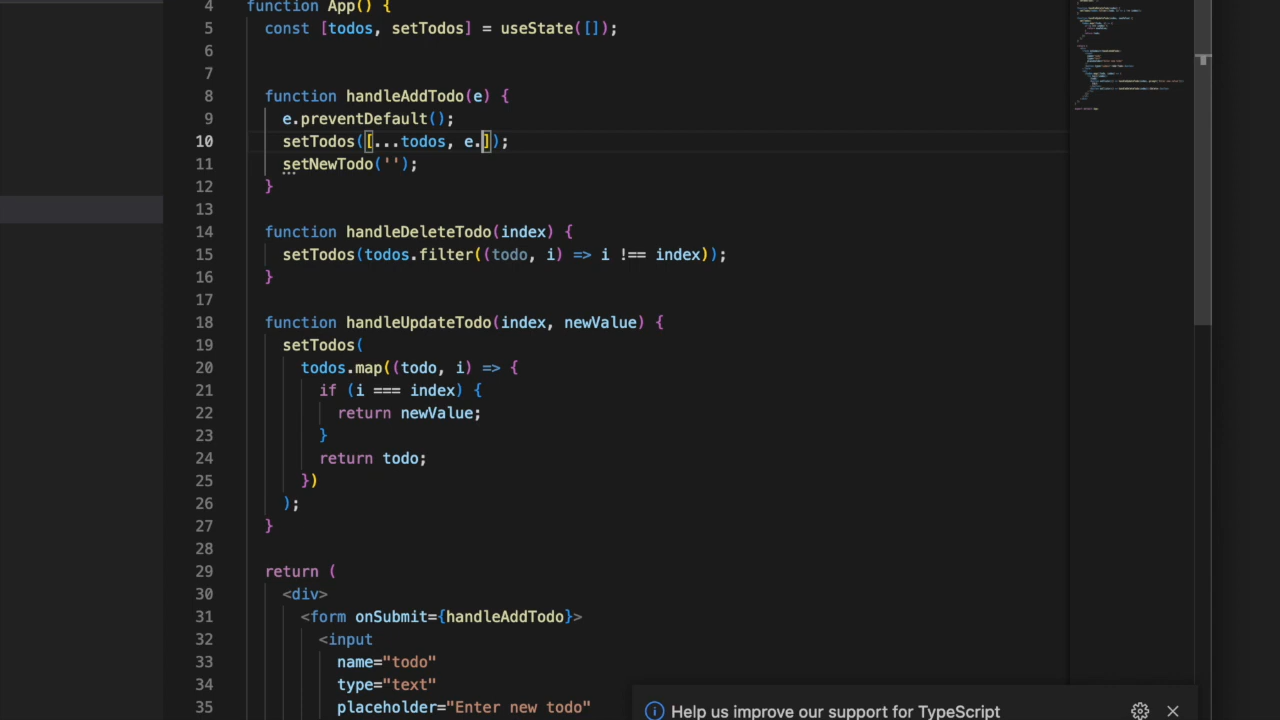 4 function App() {
5 const [todos, setTodos] = useState([]);
6
7
8 function handleAddTodo(e) {
9 e.preventDefault();
10 setTodos([...todos, e.]);
11 setNewTodo('');
12 }
13
14 function handleDeleteTodo(index) {
15 setTodos(todos.filter((todo, i) => i !== index));
16 }
17
18 function handleUpdateTodo(index, newValue) {
19 setTodos(
20 todos.map((todo, i) => {
21 if (i === index) {
22 return newValue;
23 }
24 return todo;
25 })
26 );
27 }
28
29 return (
30 <div>
31 <form onSubmit={handleAddTodo}>
32 <input
33 name="todo"
34 type="text"
35 placeholder="Enter new todo"
Help us improve our support for TypeScript